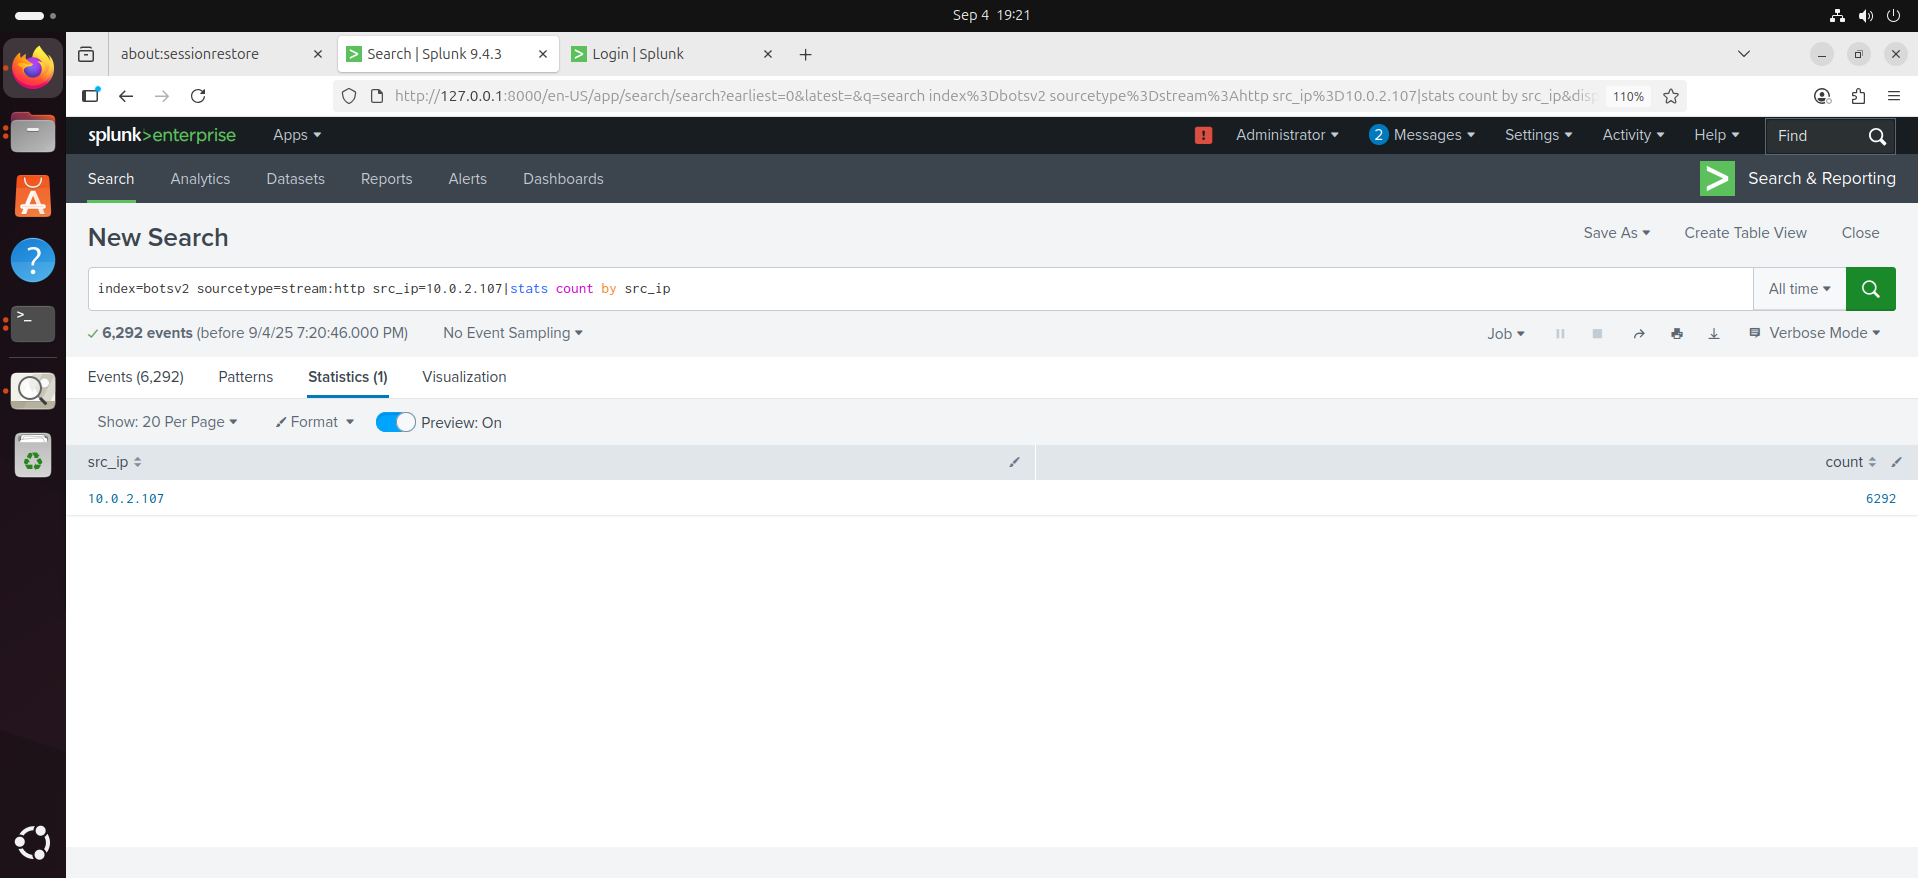 Sep 4 19:21
about:sessionrestore
Search | Splunk 9.4.3
Login | Splunk
http://127.0.0.1:8000/en-US/app/search/search?earliest=0&latest=&q=search index%3Dbotsv2 sourcetype%3Dstream%3Ahttp src_ip%3D10.0.2.107|stats count by src_ip&disp
110%
splunk>enterprise
Apps
Administrator
2 Messages
Settings
Activity
Help
Find
Search
Analytics
Datasets
Reports
Alerts
Dashboards
Search & Reporting
New Search
Save As
Create Table View
Close
index=botsv2 sourcetype=stream:http src_ip=10.0.2.107|stats count by src_ip
All time
6,292 events (before 9/4/25 7:20:46.000 PM)
No Event Sampling
Job
Verbose Mode
Events (6,292)
Patterns
Statistics (1)
Visualization
Show: 20 Per Page
Format
Preview: On
src_ip
count
10.0.2.107
6292